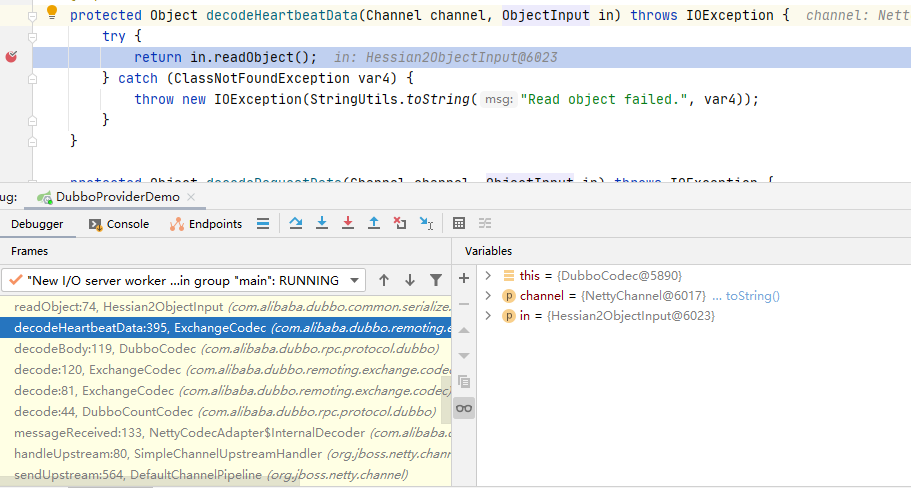 protected Object decodeHeartbeatData(Channel channel, ObjectInput in) throws IOException { channel: Nett
try {
return in.readObject(); in: Hessian2ObjectInput@6023
} catch (ClassNotFoundException var4) {
throw new IOException(StringUtils.toString( msg: "Read object failed.", var4));
}
}
protected Object decodeRequestData(Channel channel, ObjectInput in) throws IOException {
ug: DubboProviderDemo
Debugger Console Endpoints
Frames
Variables
"New I/O server worker ...in group "main": RUNNING
readObject:74, Hessian2ObjectInput (com.alibaba.dubbo.common.serialize.
decodeHeartbeatData:395, ExchangeCodec (com.alibaba.dubbo.remoting.e
decodeBody:119, DubboCodec (com.alibaba.dubbo.rpc.protocol.dubbo)
decode:120, ExchangeCodec (com.alibaba.dubbo.remoting.exchange.codec
decode:81, ExchangeCodec (com.alibaba.dubbo.remoting.exchange.codec)
decode:44, DubboCountCodec (com.alibaba.dubbo.rpc.protocol.dubbo)
messageReceived:133, NettyCodecAdapter$InternalDecoder (com.alibaba.d
handleUpstream:80, SimpleChannelUpstreamHandler (org.jboss.netty.chann
sendUpstream:564, DefaultChannelPipeline (org.jboss.netty.channel)
this = {DubboCodec@5890}
channel = {NettyChannel@6017} ... toString()
in = {Hessian2ObjectInput@6023}